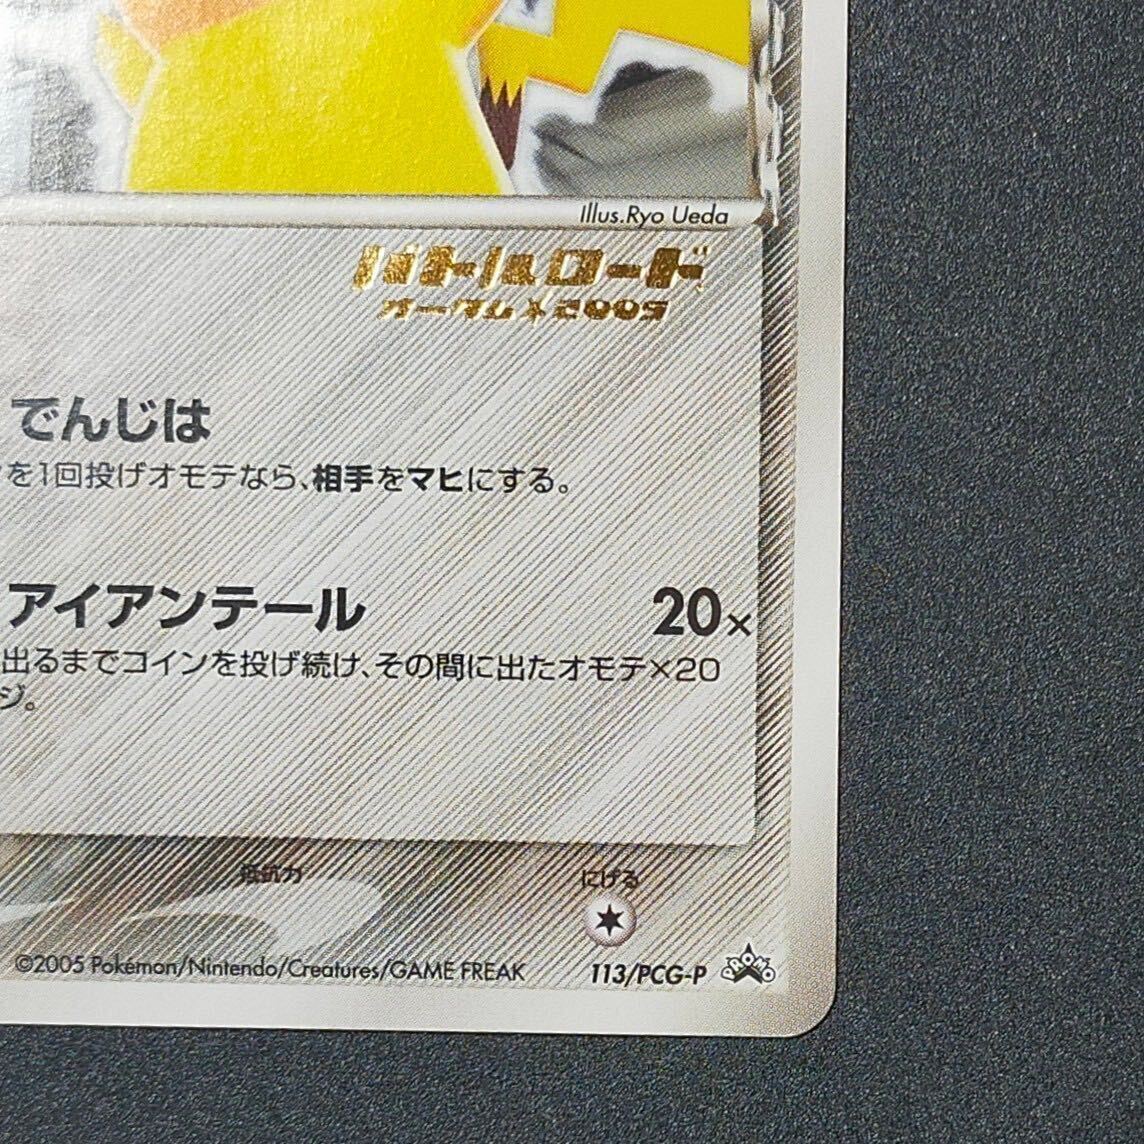 Illus.Ryo Ueda
バトルロード
オータム★2005
でんじは
を1回投げオモテなら、相手をマヒにする。
アイアンテール 20×
出るまでコインを投げ続け、その間に出たオモテ×20
ジ。
抵抗力 にげる
©2005 Pokémon/Nintendo/Creatures/GAME FREAK 113/PCG-P PROMO